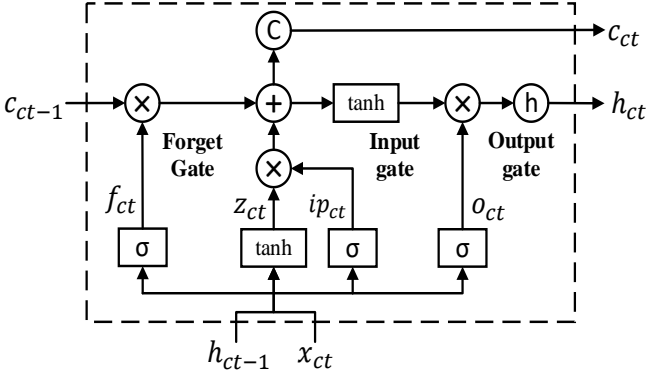 C
c_{ct}
c_{ct-1}
×
+
tanh
×
h
h_{ct}
Forget
Gate
Input
gate
Output
gate
×
f_{ct}
z_{ct}
ip_{ct}
o_{ct}
σ
tanh
σ
σ
h_{ct-1}
x_{ct}